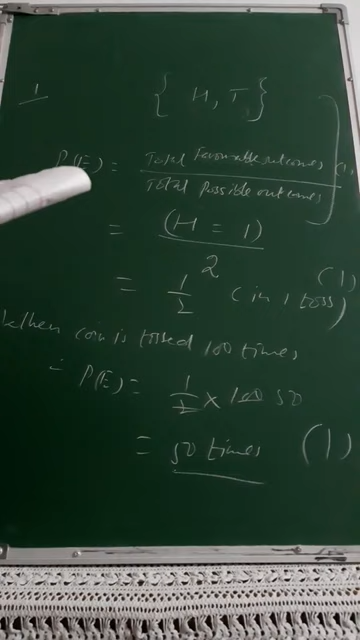 1
{ H, T }
P(E) = Total Favourable outcomes / Total Possible outcomes (1)
= (H = 1) / 2
= 1/2 (in 1 toss) (1)
When coin is tossed 100 times
∴ P(E) = 1/2 × 100 50
= 50 times (1)